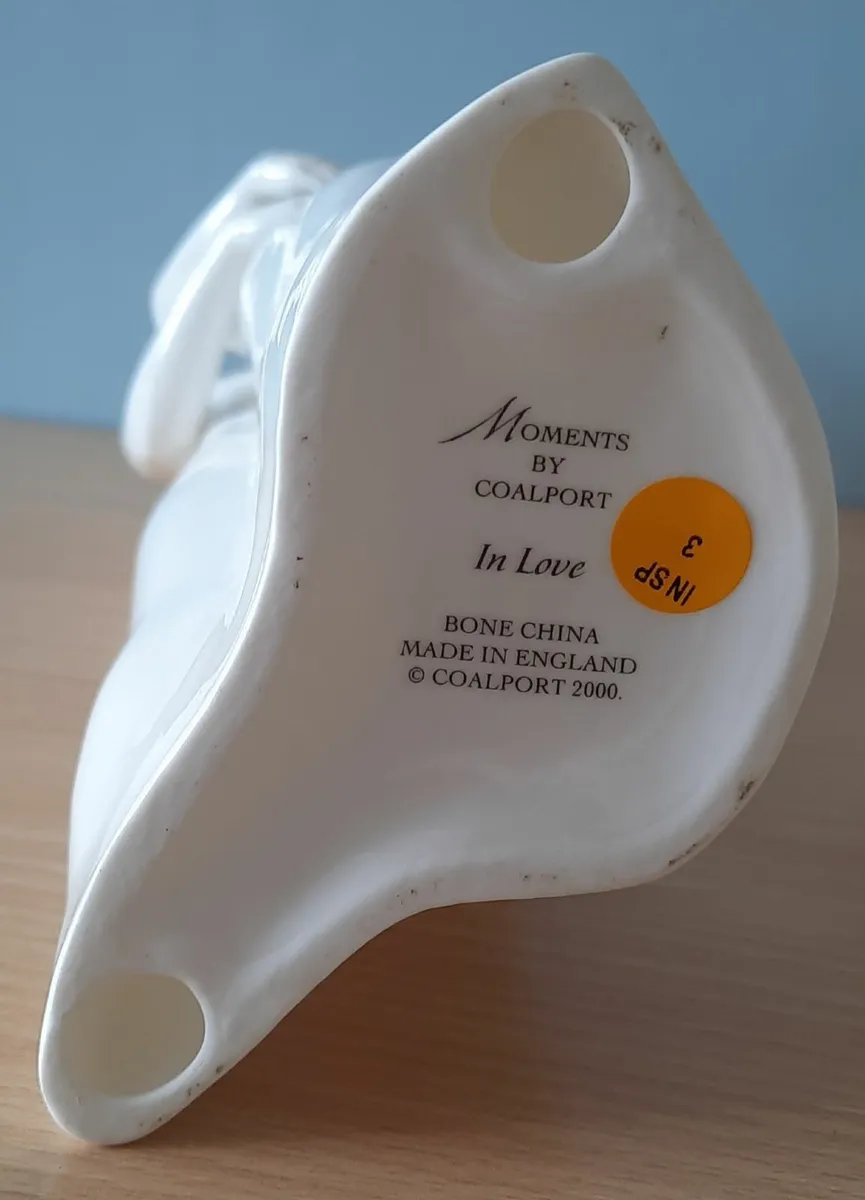 MOMENTS
BY
COALPORT
In Love
BONE CHINA
MADE IN ENGLAND
© COALPORT 2000.
INSP
3